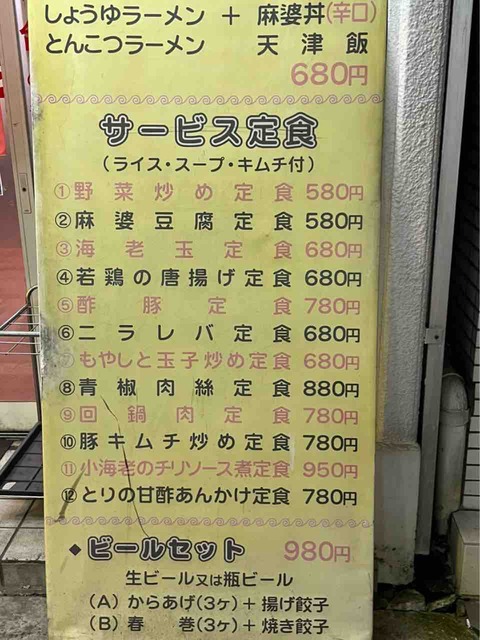 しょうゆラーメン + 麻婆丼(辛口)
とんこつラーメン 天津飯
680円
サービス定食
(ライス・スープ・キムチ付)
①野菜炒め定食 580円
②麻婆豆腐定食 580円
③海老玉定食 680円
④若鶏の唐揚げ定食 680円
⑤酢豚定食 780円
⑥ニラレバ定食 680円
⑦もやしと玉子炒め定食 680円
⑧青椒肉絲定食 880円
⑨回鍋肉定食 780円
⑩豚キムチ炒め定食 780円
⑪小海老のチリソース煮定食 950円
⑫とりの甘酢あんかけ定食 780円
◆ビールセット 980円
生ビール又は瓶ビール
(A) からあげ(3ヶ)+揚げ餃子
(B) 春巻(3ヶ)+焼き餃子